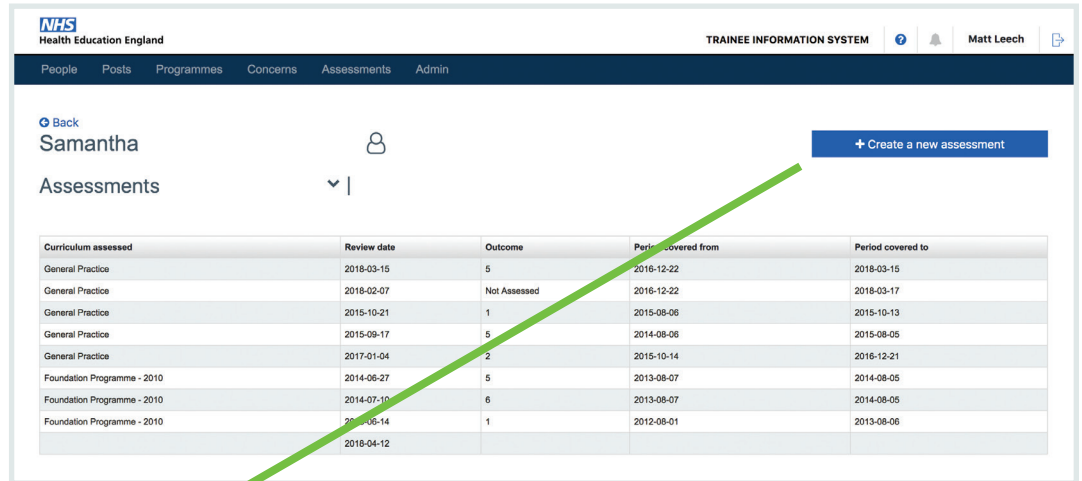 NHS
Health Education England
TRAINEE INFORMATION SYSTEM ? Matt Leech
People Posts Programmes Concerns Assessments Admin
Back
Samantha
+ Create a new assessment
Assessments
Curriculum assessed Review date Outcome Period covered from Period covered to
General Practice 2018-03-15 5 2016-12-22 2018-03-15
General Practice 2018-02-07 Not Assessed 2016-12-22 2018-03-17
General Practice 2015-10-21 1 2015-08-06 2015-10-13
General Practice 2015-09-17 5 2014-08-06 2015-08-05
General Practice 2017-01-04 2 2015-10-14 2016-12-21
Foundation Programme - 2010 2014-06-27 5 2013-08-07 2014-08-05
Foundation Programme - 2010 2014-07-10 6 2013-08-07 2014-08-05
Foundation Programme - 2010 1 2012-08-01 2013-08-06
2018-04-12